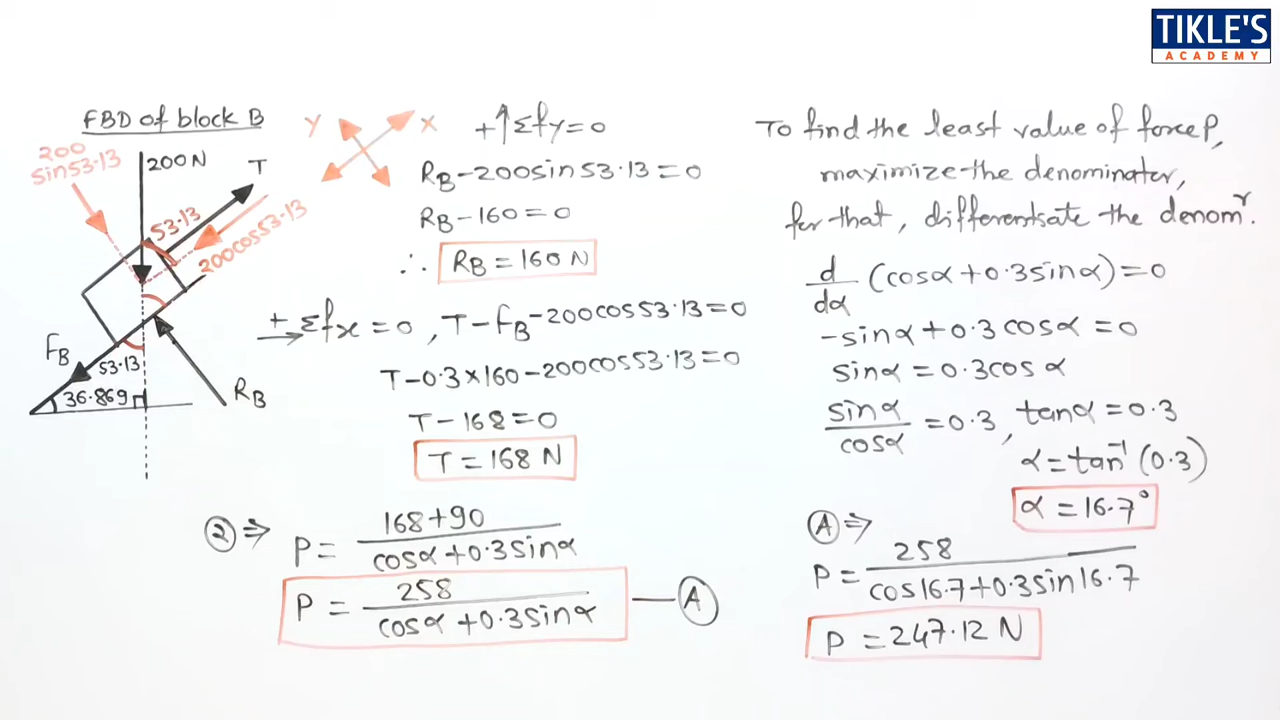 TIKLE'S
ACADEMY
FBD of block B
200
sin53.13
200N
T
53.13
200cos53.13
FB
53.13
36.869
RB
Y
X
+↑Σfy=0
RB-200sin53.13=0
RB-160=0
∴ RB=160N
+→ Σfx=0, T-FB-200cos53.13=0
T-0.3×160-200cos53.13=0
T-168=0
T=168N
②⇒ P= 168+90 / cosα+0.3sinα
P= 258 / cosα+0.3sinα —Ⓐ
To find the least value of force P,
maximize the denominater,
for that, differentsate the denomʳ.
d/dα (cosα+0.3sinα)=0
-sinα+0.3cosα=0
sinα=0.3cosα
sinα/cosα=0.3, tanα=0.3
α=tan⁻¹(0.3)
α=16.7°
Ⓐ⇒
P= 258 / cos16.7+0.3sin16.7
P=247.12N